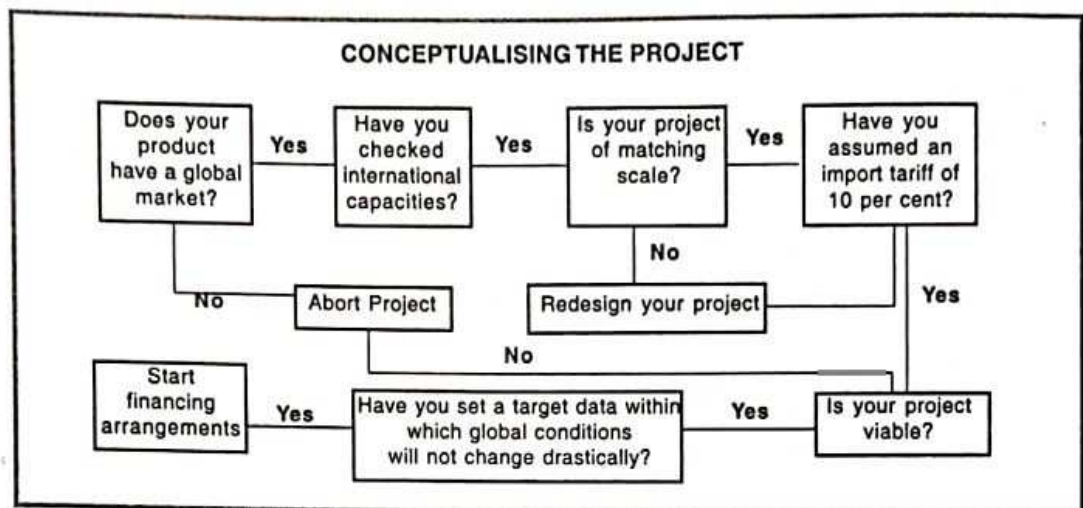 CONCEPTUALISING THE PROJECT
Does your
product
have a global
market?
Yes
Have you
checked
international
capacities?
Yes
Is your project
of matching
scale?
Yes
Have you
assumed an
import tariff of
10 per cent?
No
Abort Project
No
Redesign your project
Yes
No
Start
financing
arrangements
Yes
Have you set a target data within
which global conditions
will not change drastically?
Yes
Is your project
viable?